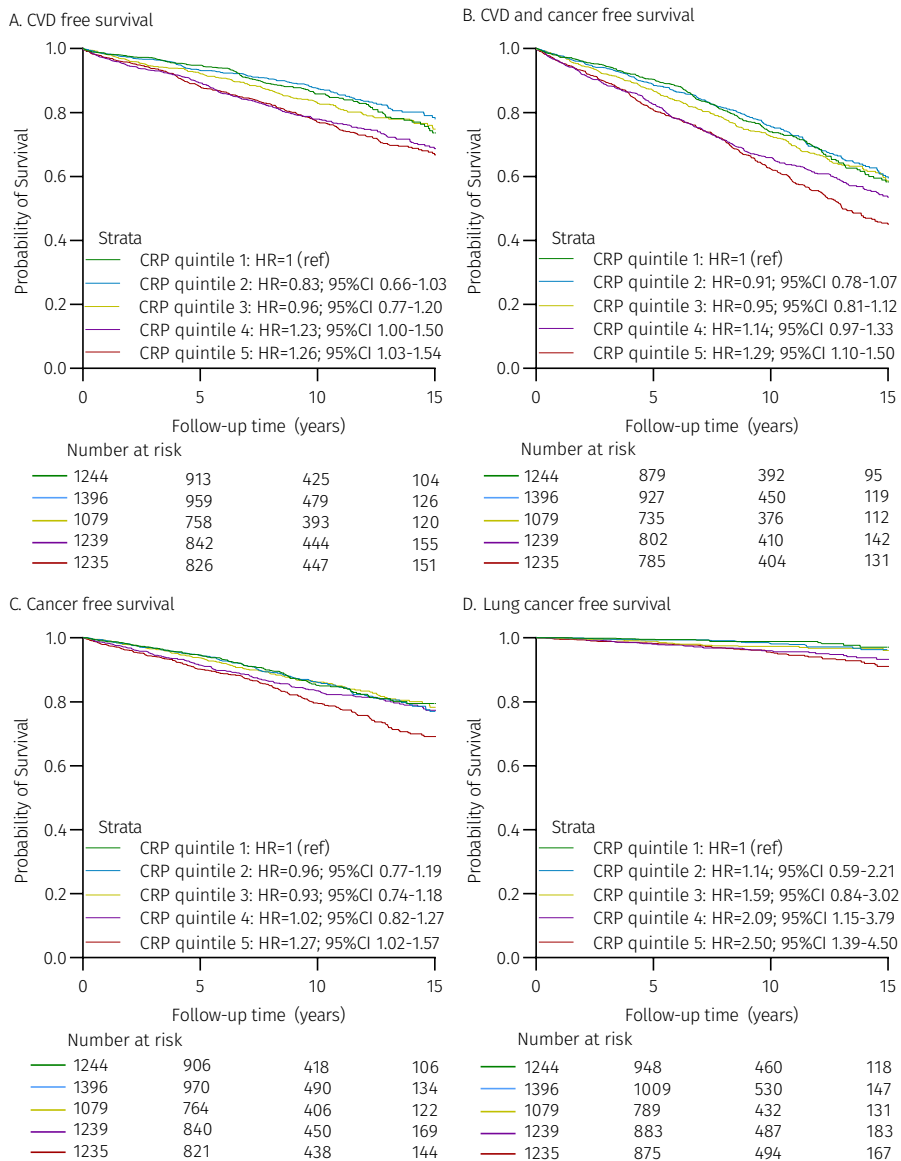 A. CVD free survival
1.0
0.8
0.6
0.4
0.2
0.0
Probability of Survival
Strata
CRP quintile 1: HR=1 (ref)
CRP quintile 2: HR=0.83; 95%CI 0.66-1.03
CRP quintile 3: HR=0.96; 95%CI 0.77-1.20
CRP quintile 4: HR=1.23; 95%CI 1.00-1.50
CRP quintile 5: HR=1.26; 95%CI 1.03-1.54
0 5 10 15
Follow-up time (years)
Number at risk
1244 913 425 104
1396 959 479 126
1079 758 393 120
1239 842 444 155
1235 826 447 151
B. CVD and cancer free survival
1.0
0.8
0.6
0.4
0.2
0.0
Probability of Survival
Strata
CRP quintile 1: HR=1 (ref)
CRP quintile 2: HR=0.91; 95%CI 0.78-1.07
CRP quintile 3: HR=0.95; 95%CI 0.81-1.12
CRP quintile 4: HR=1.14; 95%CI 0.97-1.33
CRP quintile 5: HR=1.29; 95%CI 1.10-1.50
0 5 10 15
Follow-up time (years)
Number at risk
1244 879 392 95
1396 927 450 119
1079 735 376 112
1239 802 410 142
1235 785 404 131
C. Cancer free survival
1.0
0.8
0.6
0.4
0.2
0.0
Probability of Survival
Strata
CRP quintile 1: HR=1 (ref)
CRP quintile 2: HR=0.96; 95%CI 0.77-1.19
CRP quintile 3: HR=0.93; 95%CI 0.74-1.18
CRP quintile 4: HR=1.02; 95%CI 0.82-1.27
CRP quintile 5: HR=1.27; 95%CI 1.02-1.57
0 5 10 15
Follow-up time (years)
Number at risk
1244 906 418 106
1396 970 490 134
1079 764 406 122
1239 840 450 169
1235 821 438 144
D. Lung cancer free survival
1.0
0.8
0.6
0.4
0.2
0.0
Probability of Survival
Strata
CRP quintile 1: HR=1 (ref)
CRP quintile 2: HR=1.14; 95%CI 0.59-2.21
CRP quintile 3: HR=1.59; 95%CI 0.84-3.02
CRP quintile 4: HR=2.09; 95%CI 1.15-3.79
CRP quintile 5: HR=2.50; 95%CI 1.39-4.50
0 5 10 15
Follow-up time (years)
Number at risk
1244 948 460 118
1396 1009 530 147
1079 789 432 131
1239 883 487 183
1235 875 494 167